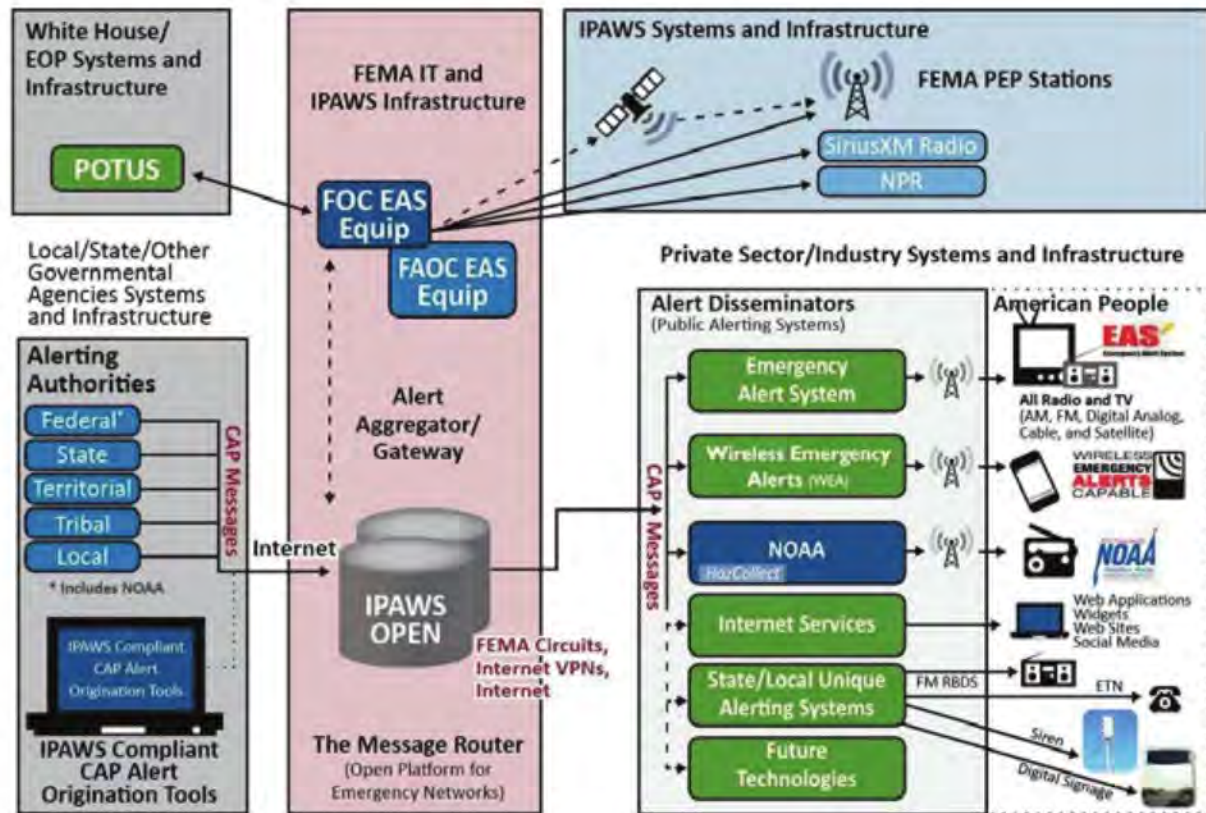 White House/
EOP Systems and
Infrastructure
POTUS
FEMA IT and
IPAWS Infrastructure
FOC EAS
Equip
FAOC EAS
Equip
IPAWS Systems and Infrastructure
FEMA PEP Stations
SiriusXM Radio
NPR
Local/State/Other
Governmental
Agencies Systems
and Infrastructure
Alerting
Authorities
Federal*
State
Territorial
Tribal
Local
CAP Messages
* Includes NOAA
IPAWS Compliant
CAP Alert
Origination Tools
IPAWS Compliant
CAP Alert
Origination Tools
Internet
Alert
Aggregator/
Gateway
IPAWS
OPEN
FEMA Circuits,
Internet VPNs,
Internet
The Message Router
(Open Platform for
Emergency Networks)
Private Sector/Industry Systems and Infrastructure
Alert Disseminators
(Public Alerting Systems)
CAP Messages
Emergency
Alert System
Wireless Emergency
Alerts (WEA)
NOAA
HazCollect
Internet Services
State/Local Unique
Alerting Systems
Future
Technologies
American People
EAS
Emergency Alert System
All Radio and TV
(AM, FM, Digital Analog,
Cable, and Satellite)
WIRELESS
EMERGENCY
ALERTS
CAPABLE
NOAA
Web Applications
Widgets
Web Sites
Social Media
FM RBDS
ETN
Siren
Digital Signage